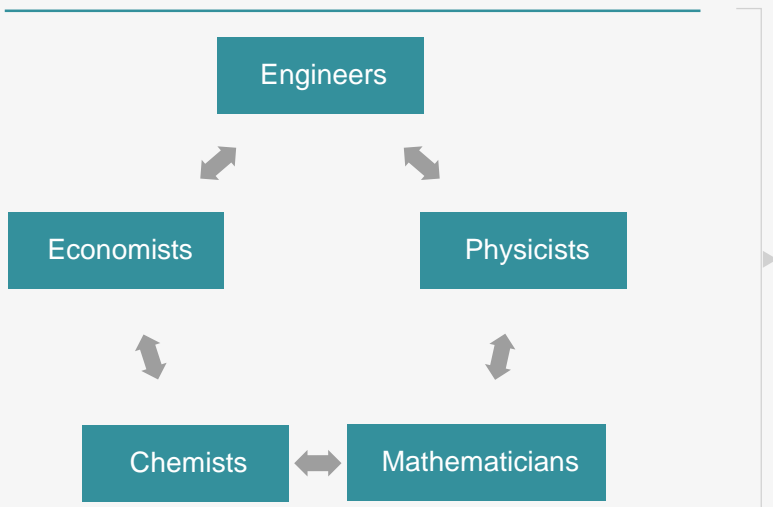 Engineers
Economists
Physicists
Chemists
Mathematicians